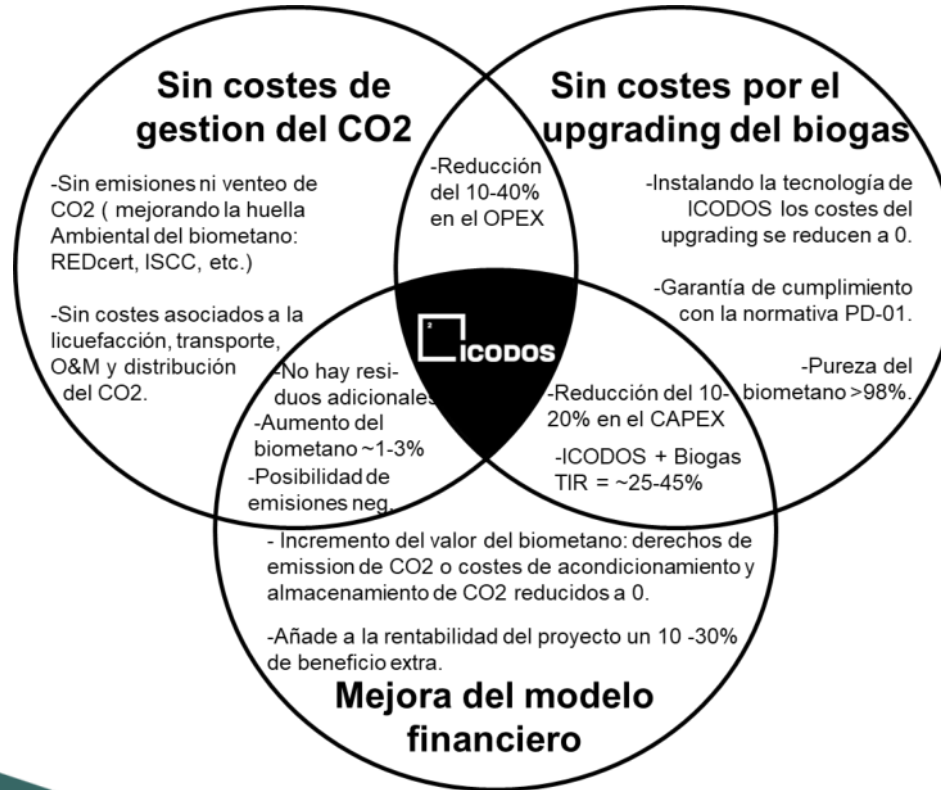 Sin costes de
gestion del CO2
-Sin emisiones ni venteo de
CO2 ( mejorando la huella
Ambiental del biometano:
REDcert, ISCC, etc.)
-Sin costes asociados a la
licuefacción, transporte,
O&M y distribución
del CO2.
-Reducción
del 10-40%
en el OPEX
Sin costes por el
upgrading del biogas
-Instalando la tecnología de
ICODOS los costes del
upgrading se reducen a 0.
-Garantía de cumplimiento
con la normativa PD-01.
-Pureza del
biometano >98%.
2
ICODOS
-No hay resi-
duos adicionales
-Aumento del
biometano ~1-3%
-Posibilidad de
emisiones neg.
-Reducción del 10-
20% en el CAPEX
-ICODOS + Biogas
TIR = ~25-45%
- Incremento del valor del biometano: derechos de
emission de CO2 o costes de acondicionamiento y
almacenamiento de CO2 reducidos a 0.
-Añade a la rentabilidad del proyecto un 10 -30%
de beneficio extra.
Mejora del modelo
financiero